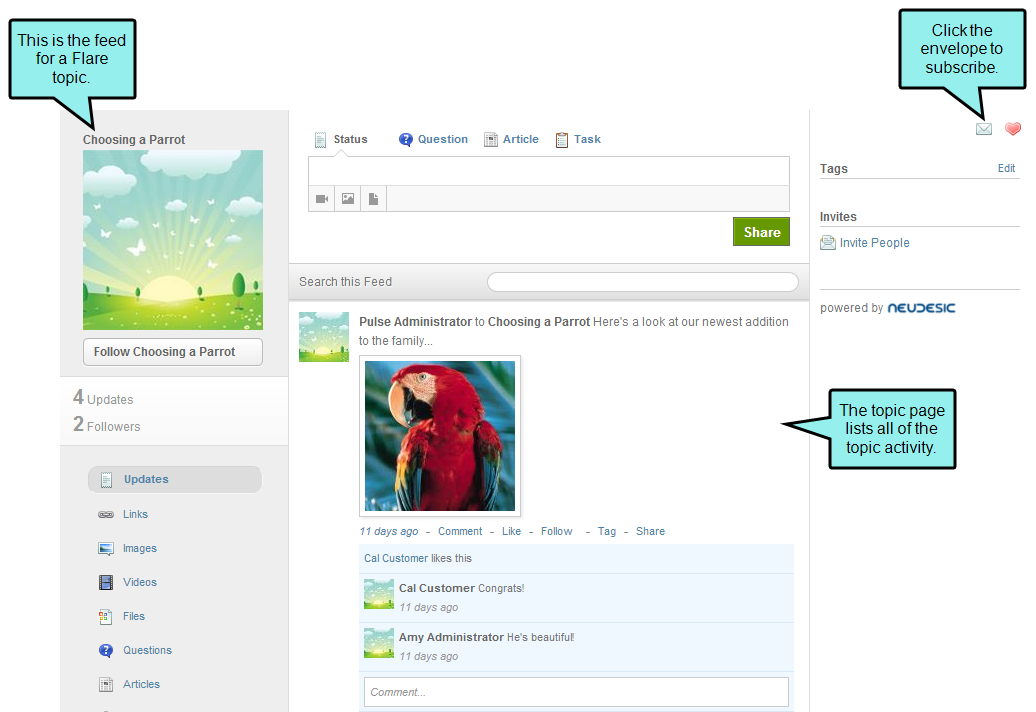 This is the feed
for a Flare
topic.
Click the
envelope to
subscribe.
Choosing a Parrot
Follow Choosing a Parrot
4 Updates
2 Followers
Updates
Links
Images
Videos
Files
Questions
Articles
Status
Question
Article
Task
Share
Search this Feed
Pulse Administrator to Choosing a Parrot Here's a look at our newest addition
to the family...
11 days ago - Comment - Like - Follow - Tag - Share
Cal Customer likes this
Cal Customer Congrats!
11 days ago
Amy Administrator He's beautiful!
11 days ago
Comment...
Tags
Edit
Invites
Invite People
powered by NEUDESIC
The topic page
lists all of the
topic activity.